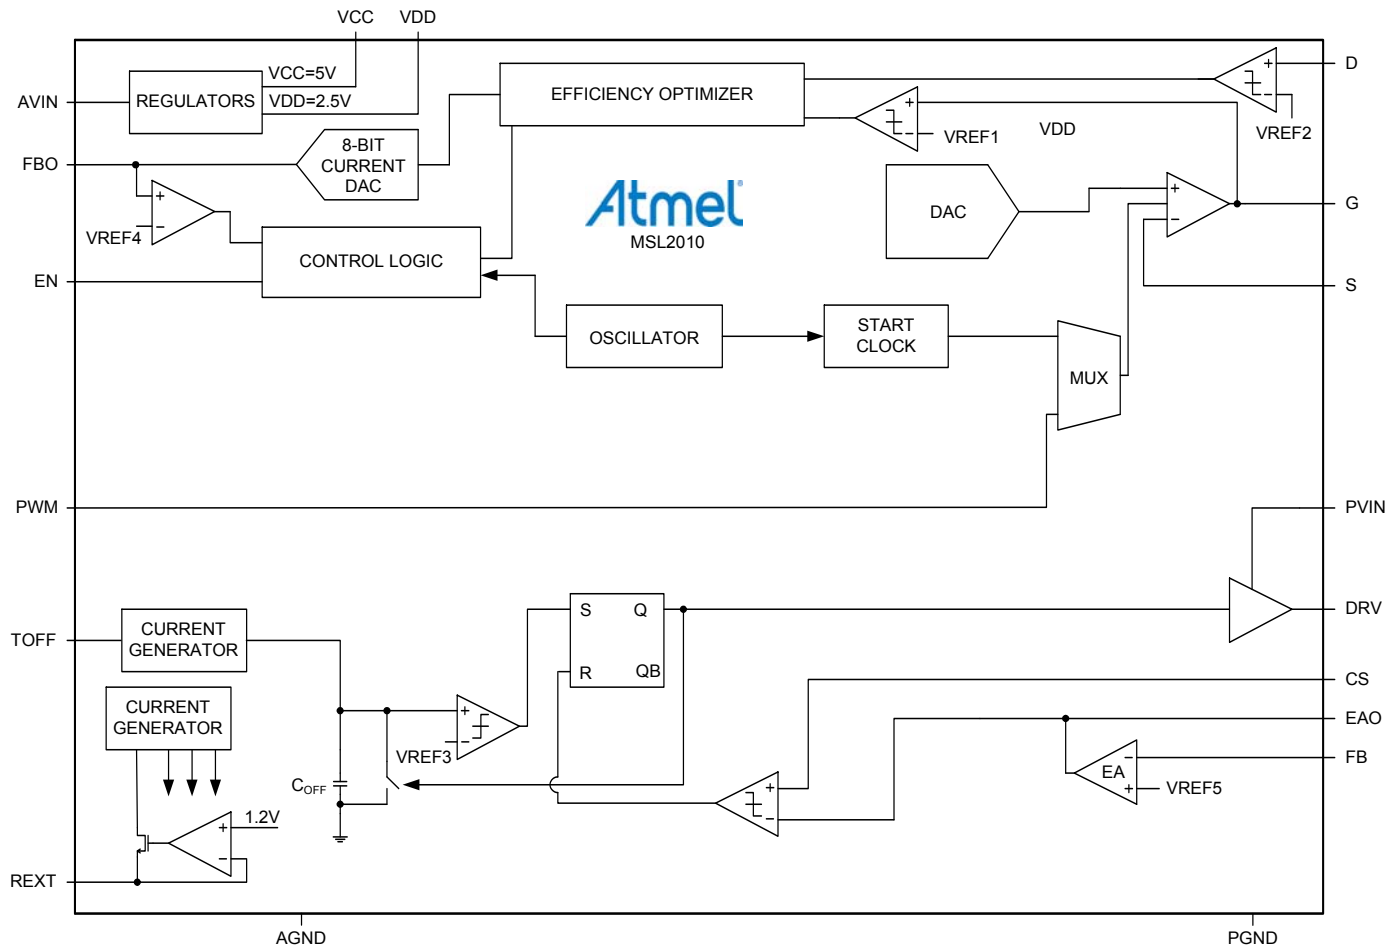 VCC
VDD
VCC=5V
VDD=2.5V
AVIN
REGULATORS
EFFICIENCY OPTIMIZER
+
-
D
VREF2
+
-
VREF1
VDD
FBO
8-BIT
CURRENT
DAC
+
-
VREF4
Atmel
MSL2010
DAC
+
-
G
S
EN
CONTROL LOGIC
OSCILLATOR
START
CLOCK
MUX
PWM
PVIN
TOFF
CURRENT
GENERATOR
S
Q
R
QB
DRV
CURRENT
GENERATOR
+
-
VREF3
COFF
CS
EAO
FB
-
EA
+
VREF5
+
-
1.2V
+
-
REXT
AGND
PGND